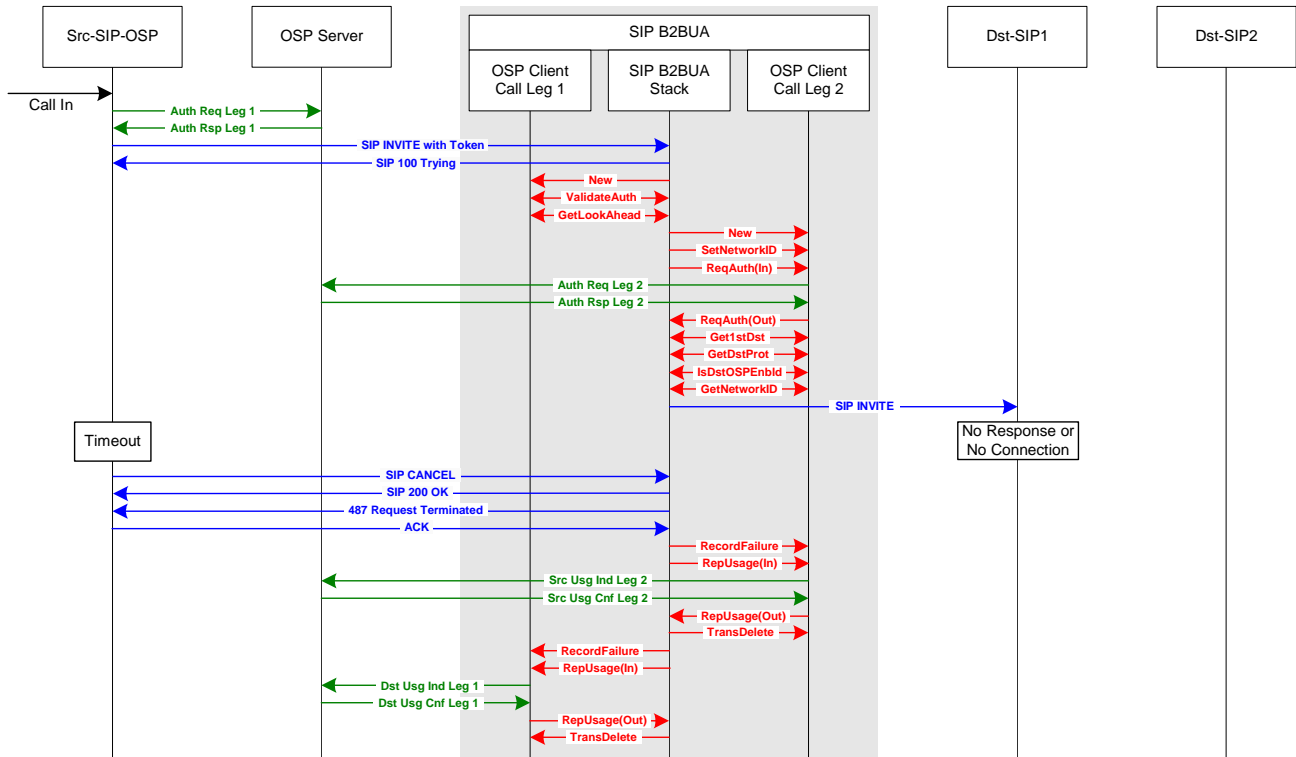 Src-SIP-OSP
OSP Server
SIP B2BUA
Dst-SIP1
Dst-SIP2
OSP Client
Call Leg 1
SIP B2BUA
Stack
OSP Client
Call Leg 2
Call In
Auth Req Leg 1
Auth Rsp Leg 1
SIP INVITE with Token
SIP 100 Trying
New
ValidateAuth
GetLookAhead
New
SetNetworkID
ReqAuth(In)
Auth Req Leg 2
Auth Rsp Leg 2
ReqAuth(Out)
Get1stDst
GetDstProt
IsDstOSPEnbld
GetNetworkID
SIP INVITE
Timeout
No Response or
No Connection
SIP CANCEL
SIP 200 OK
487 Request Terminated
ACK
RecordFailure
RepUsage(In)
Src Usg Ind Leg 2
Src Usg Cnf Leg 2
RepUsage(Out)
TransDelete
RecordFailure
RepUsage(In)
Dst Usg Ind Leg 1
Dst Usg Cnf Leg 1
RepUsage(Out)
TransDelete